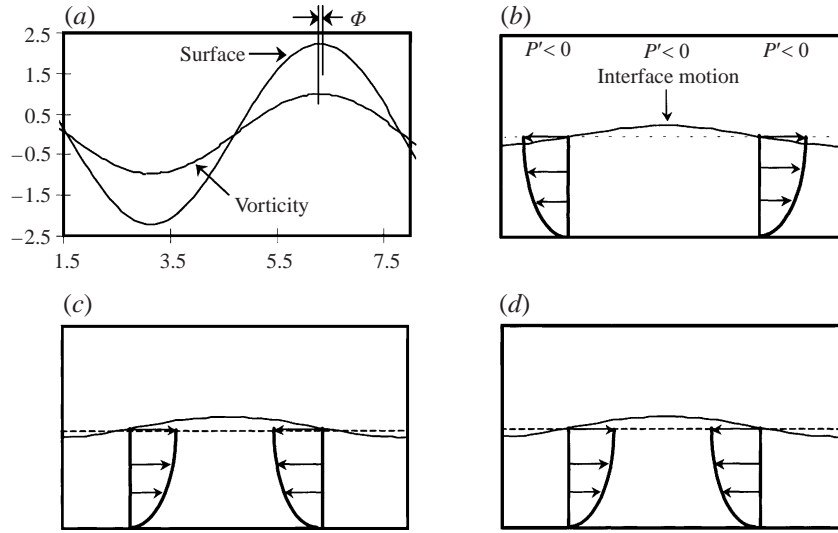 (a)
Φ
2.5
1.5
0.5
−0.5
−1.5
−2.5
Surface
Vorticity
1.5 3.5 5.5 7.5
(b)
P'< 0 P'< 0 P'< 0
Interface motion
(c)
(d)